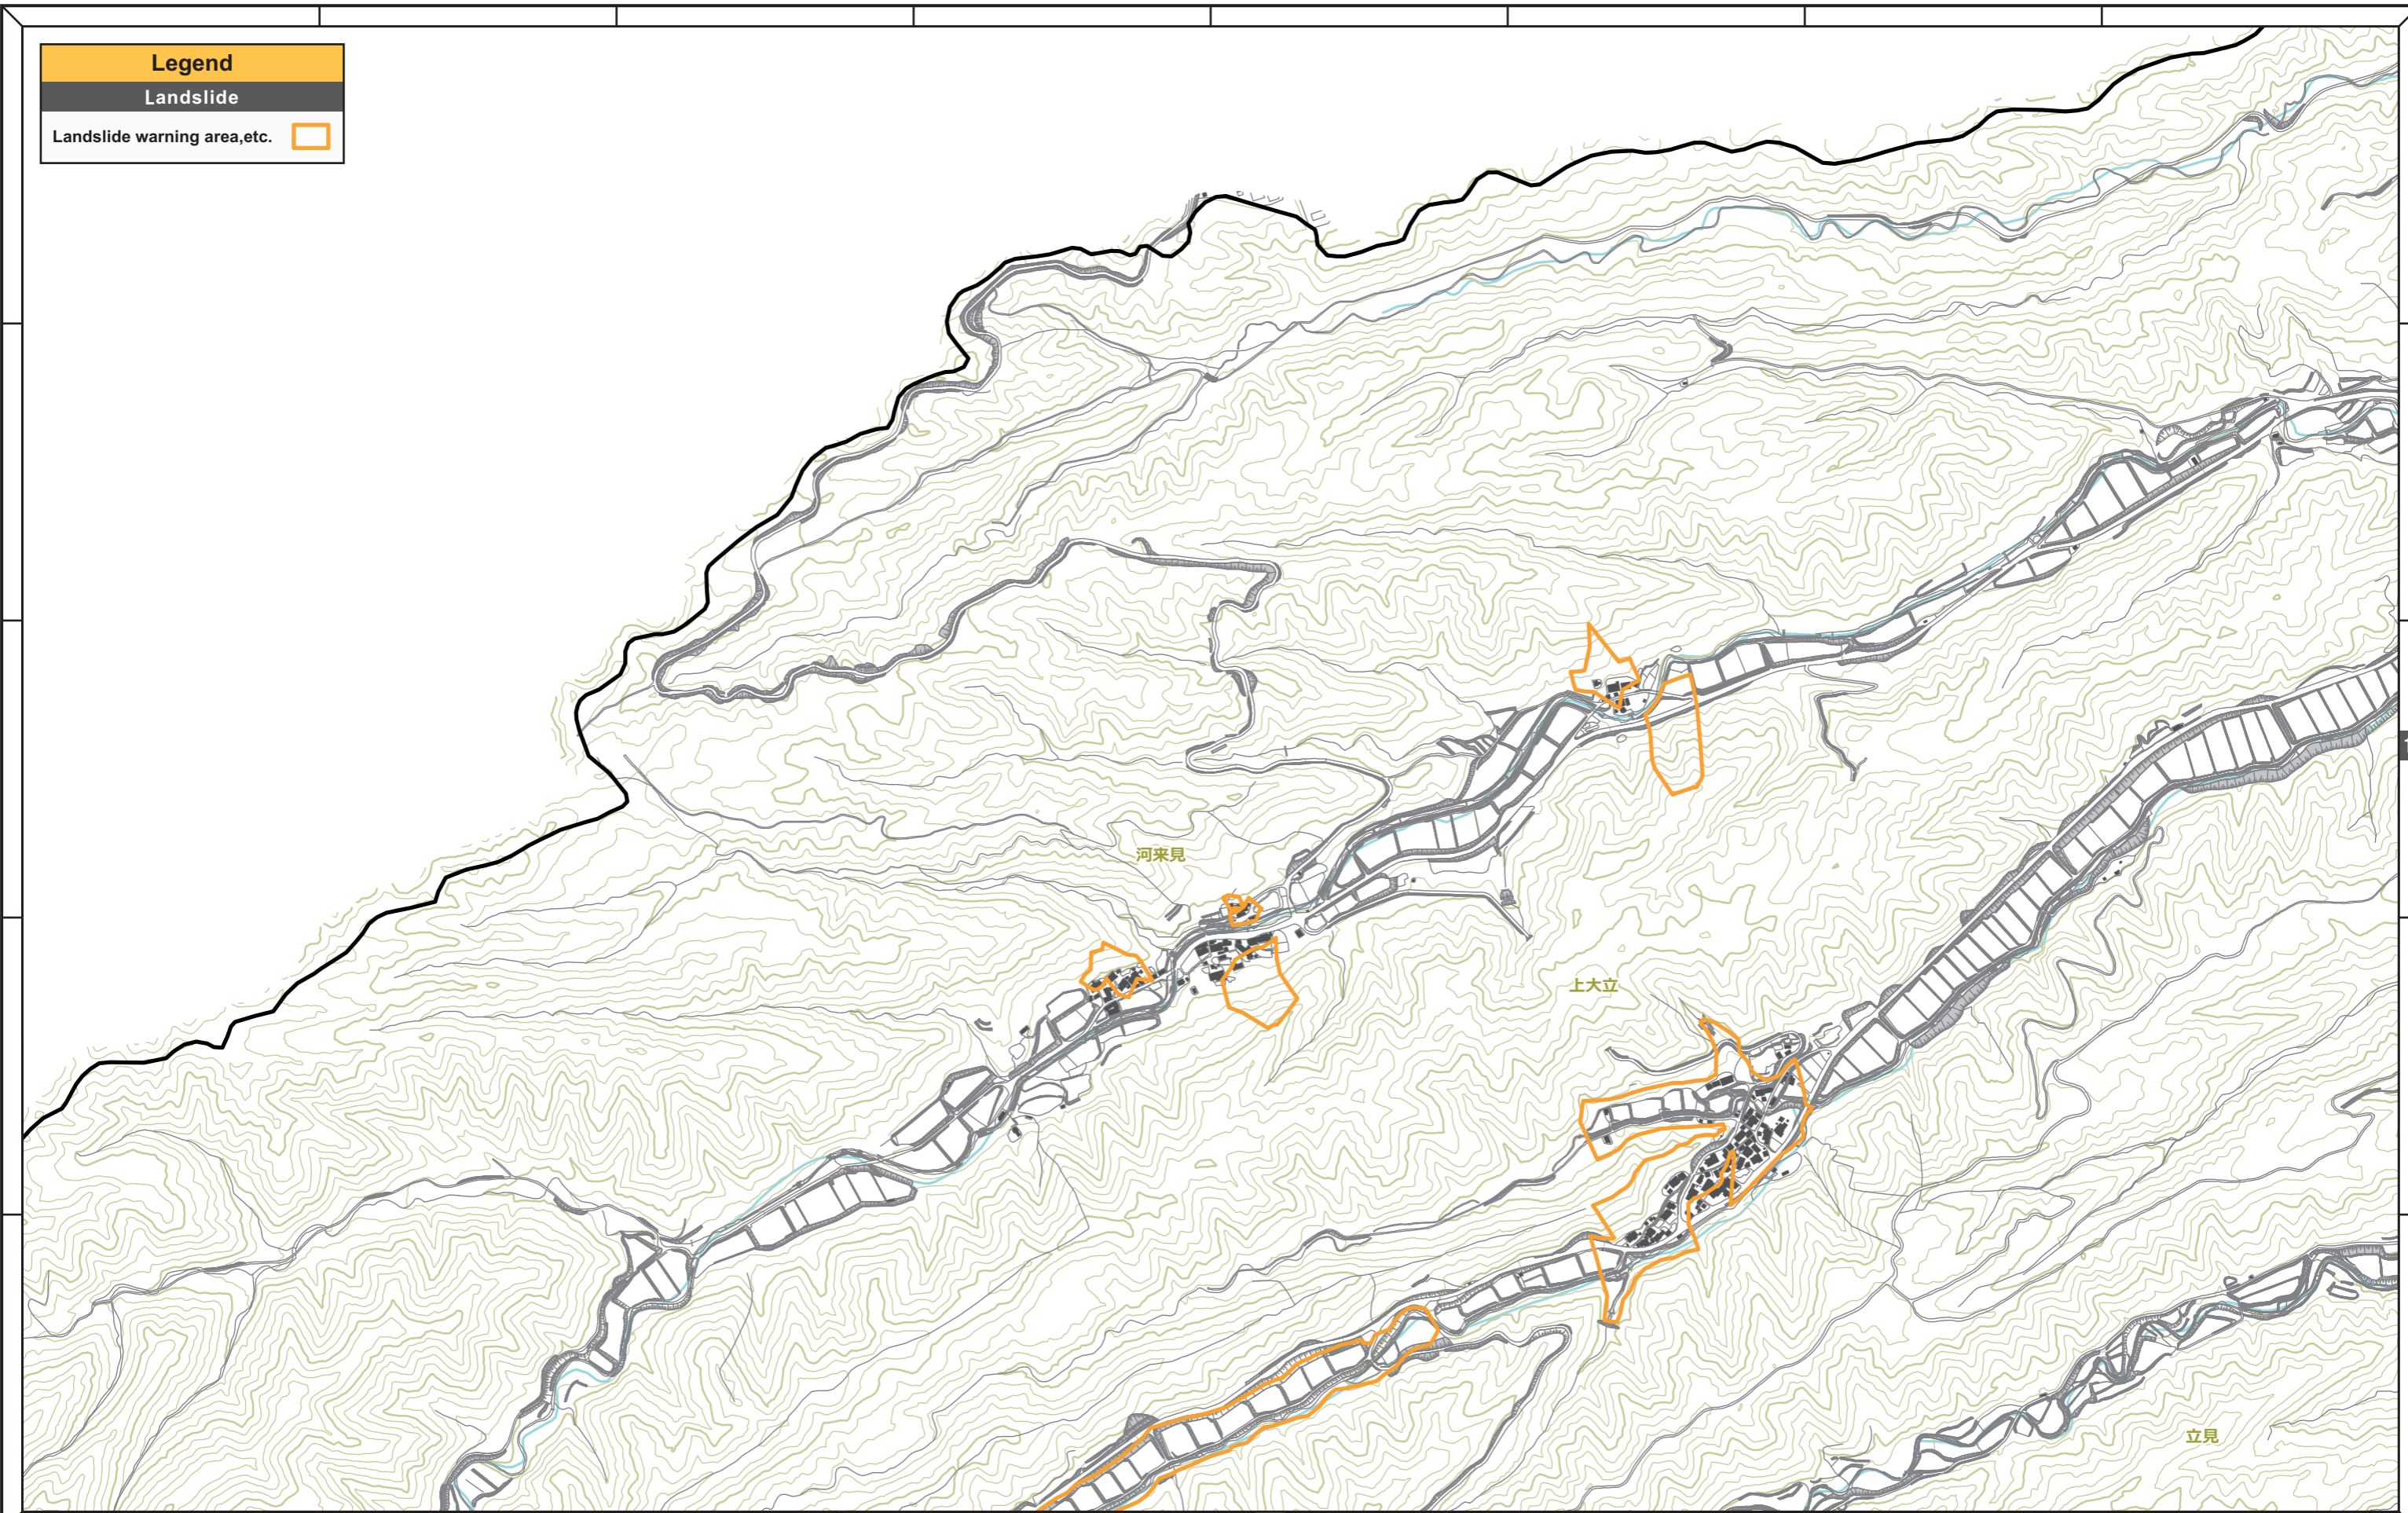 Legend
Landslide
Landslide warning area,etc.
河来見
上大立
立見